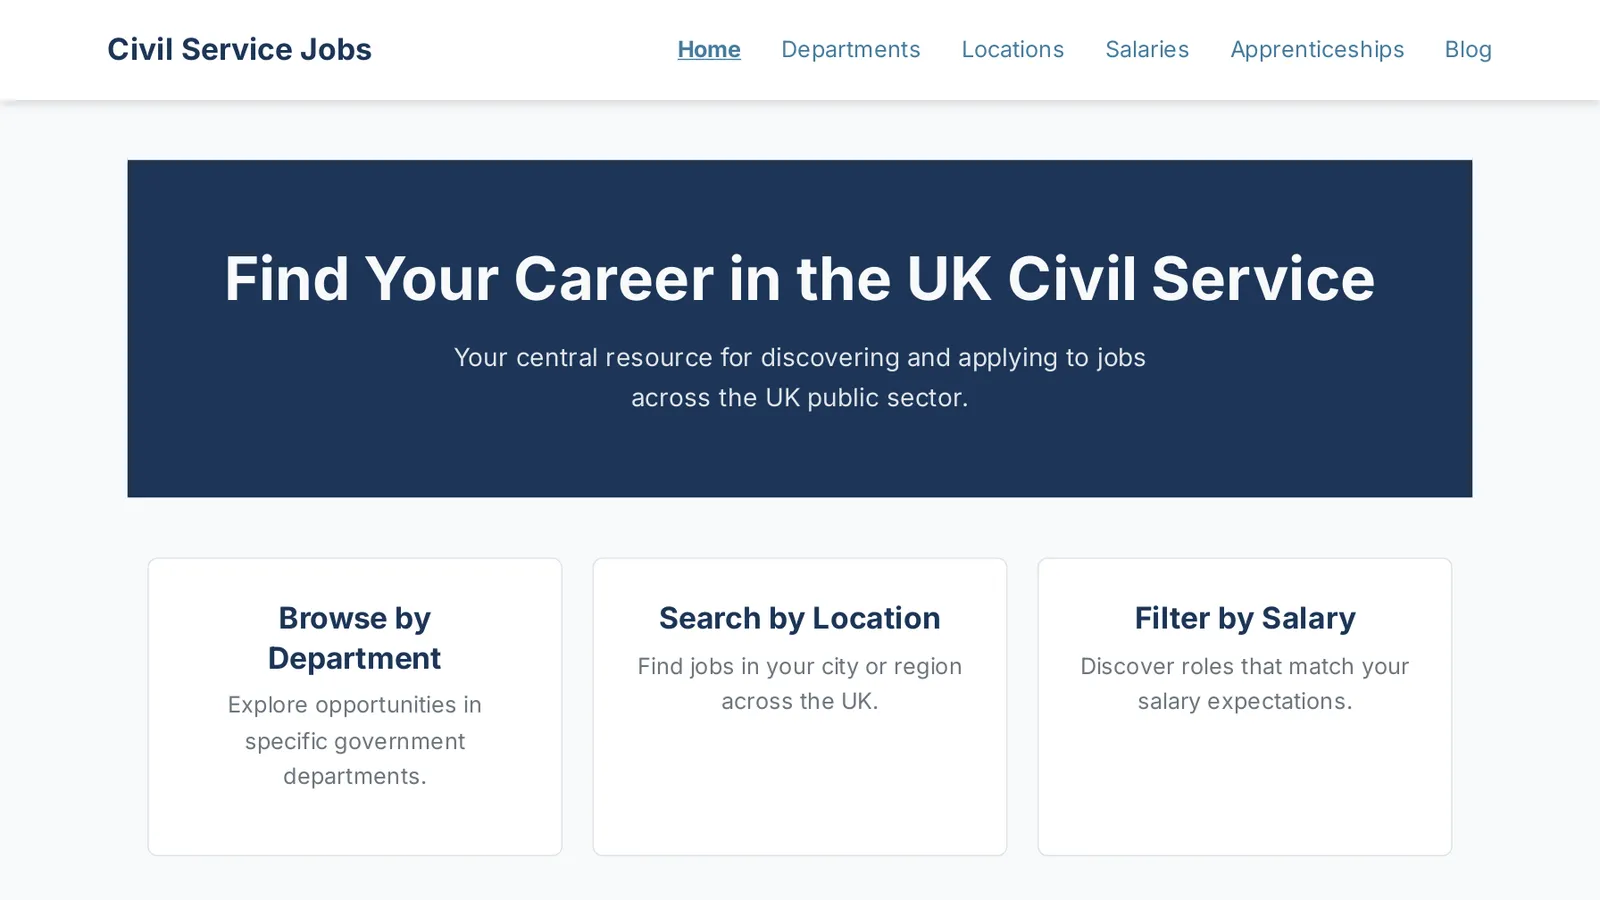 Civil Service Jobs
Home Departments Locations Salaries Apprenticeships Blog
Find Your Career in the UK Civil Service
Your central resource for discovering and applying to jobs
across the UK public sector.
Browse by
Department
Explore opportunities in
specific government
departments.
Search by Location
Find jobs in your city or region
across the UK.
Filter by Salary
Discover roles that match your
salary expectations.